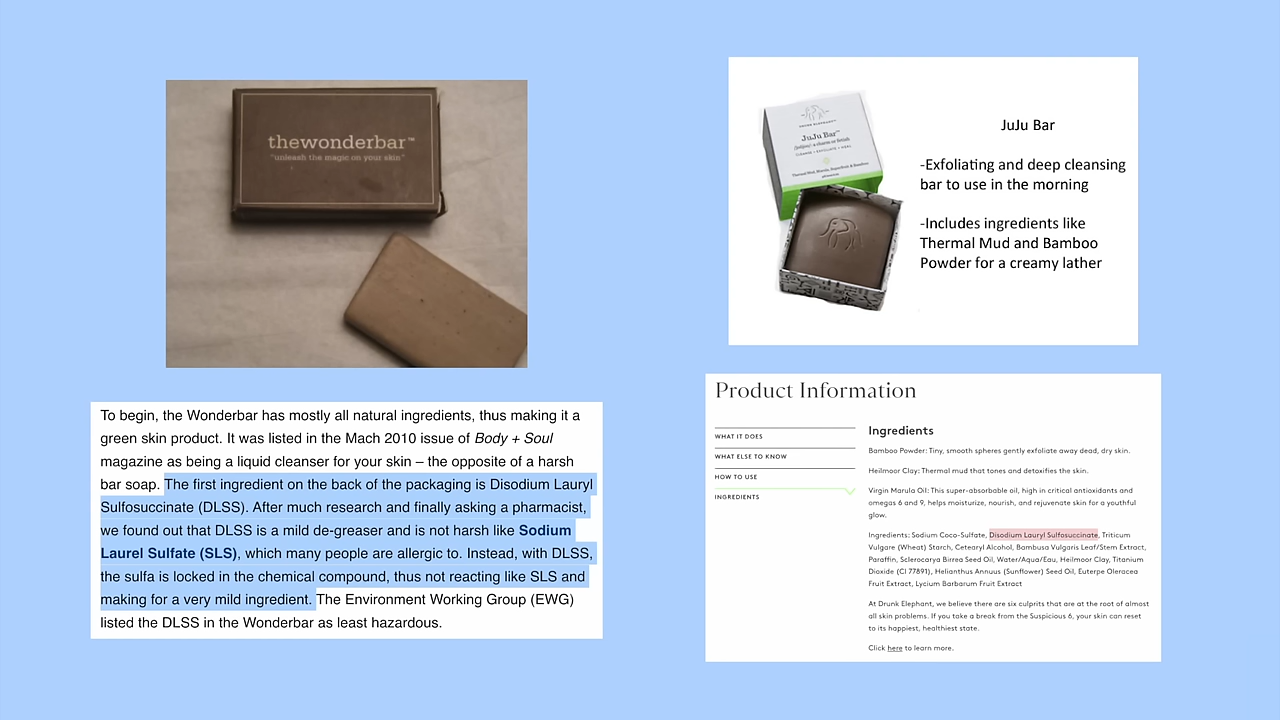 thewonderbar™
"unleash the magic on your skin"
To begin, the Wonderbar has mostly all natural ingredients, thus making it a
green skin product. It was listed in the Mach 2010 issue of Body + Soul
magazine as being a liquid cleanser for your skin – the opposite of a harsh
bar soap. The first ingredient on the back of the packaging is Disodium Lauryl
Sulfosuccinate (DLSS). After much research and finally asking a pharmacist,
we found out that DLSS is a mild de-greaser and is not harsh like Sodium
Laurel Sulfate (SLS), which many people are allergic to. Instead, with DLSS,
the sulfa is locked in the chemical compound, thus not reacting like SLS and
making for a very mild ingredient. The Environment Working Group (EWG)
listed the DLSS in the Wonderbar as least hazardous.
DRUNK ELEPHANT™
JuJu Bar™
CLEANSE + EXFOLIATE + HEAL
JuJu Bar
-Exfoliating and deep cleansing
bar to use in the morning
-Includes ingredients like
Thermal Mud and Bamboo
Powder for a creamy lather
Product Information
WHAT IT DOES
WHAT ELSE TO KNOW
HOW TO USE
INGREDIENTS
Ingredients
Bamboo Powder: Tiny, smooth spheres gently exfoliate away dead, dry skin.
Heilmoor Clay: Thermal mud that tones and detoxifies the skin.
Virgin Marula Oil: This super-absorbable oil, high in critical antioxidants and
omegas 6 and 9, helps moisturize, nourish, and rejuvenate skin for a youthful
glow.
Ingredients: Sodium Coco-Sulfate, Disodium Lauryl Sulfosuccinate, Triticum
Vulgare (Wheat) Starch, Cetearyl Alcohol, Bambusa Vulgaris Leaf/Stem Extract,
Paraffin, Sclerocarya Birrea Seed Oil, Water/Aqua/Eau, Heilmoor Clay, Titanium
Dioxide (CI 77891), Helianthus Annuus (Sunflower) Seed Oil, Euterpe Oleracea
Fruit Extract, Lycium Barbarum Fruit Extract
At Drunk Elephant, we believe there are six culprits that are at the root of almost
all skin problems. If you take a break from the Suspicious 6, your skin can reset
to its happiest, healthiest state.
Click here to learn more.